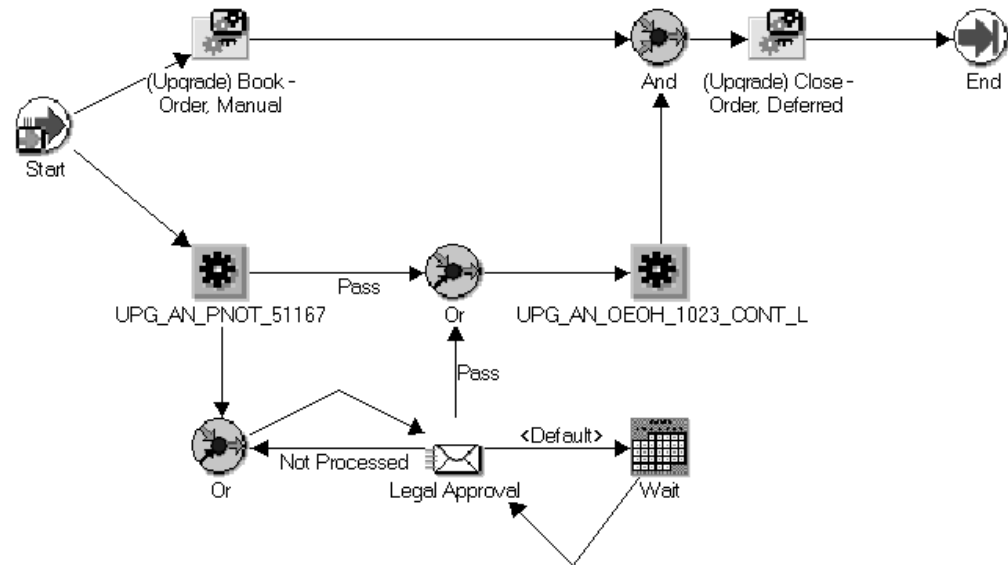 (Upgrade) Book -
Order, Manual
And
(Upgrade) Close -
Order, Deferred
End
Start
Pass
UPG_AN_PNOT_51167
Or
UPG_AN_OEOH_1023_CONT_L
Pass
<Default>
Not Processed
Or
Legal Approval
Wait